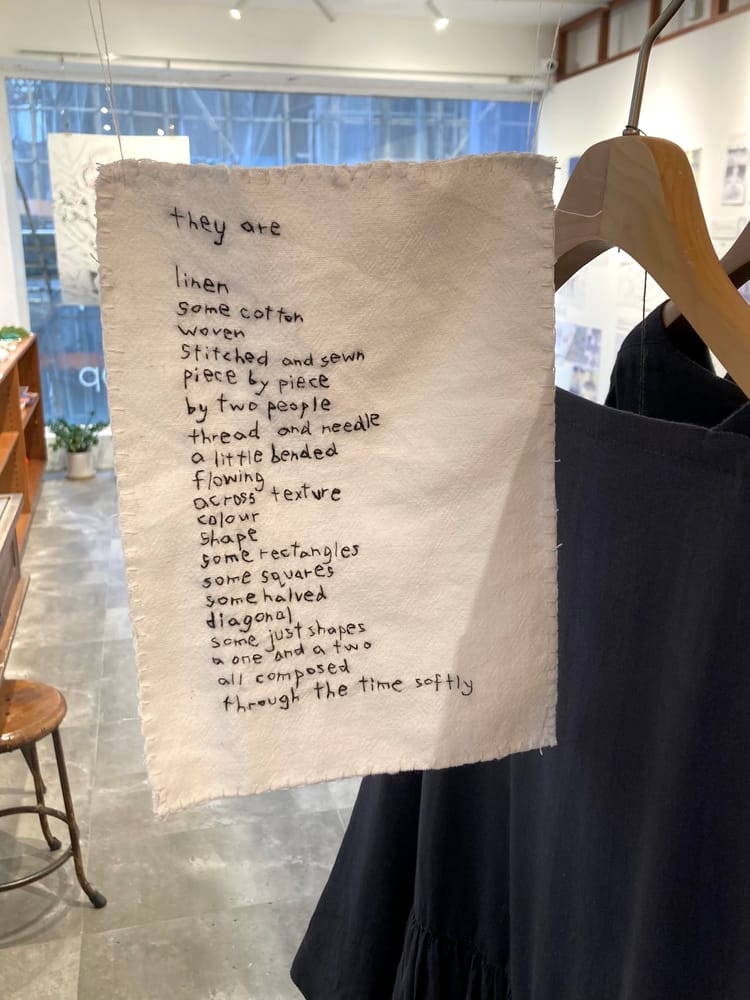 they are
linen
some cotton
woven
stitched and sewn
piece by piece
by two people
thread and needle
a little bended
flowing
across texture
colour
shape
some rectangles
some squares
some halved
diagonal
some just shapes
a one and a two
all composed
through the time softly